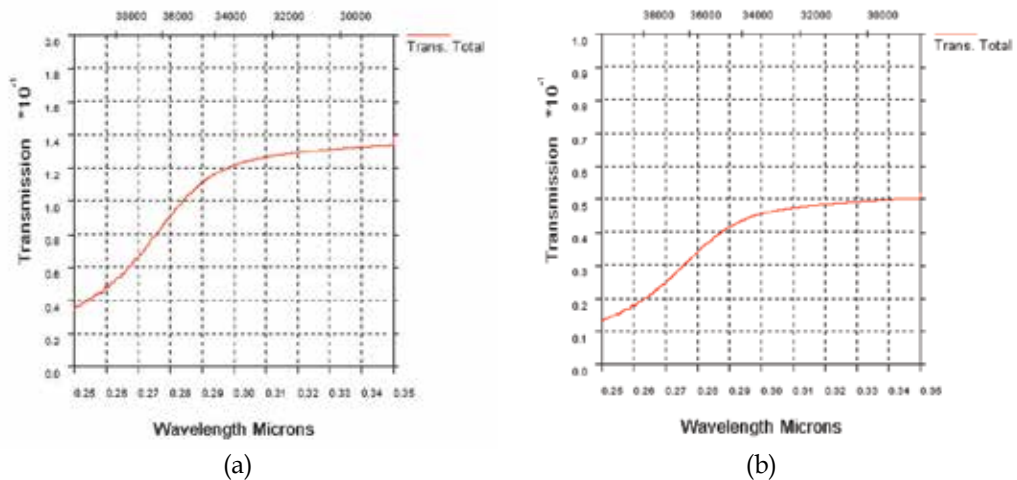 38000 36000 34000 32000 30000
2.0
1.8
1.6
1.4
1.2
1.0
0.8
0.6
0.4
0.2
0.0
Transmission *10⁻¹
Trans. Total
0.25 0.26 0.27 0.28 0.29 0.30 0.31 0.32 0.33 0.34 0.35
Wavelength Microns
(a)
38000 36000 34000 32000 30000
1.0
0.9
0.8
0.7
0.6
0.5
0.4
0.3
0.2
0.1
0.0
Transmission *10⁻¹
Trans. Total
0.25 0.26 0.27 0.28 0.29 0.30 0.31 0.32 0.33 0.34 0.35
Wavelength Microns
(b)